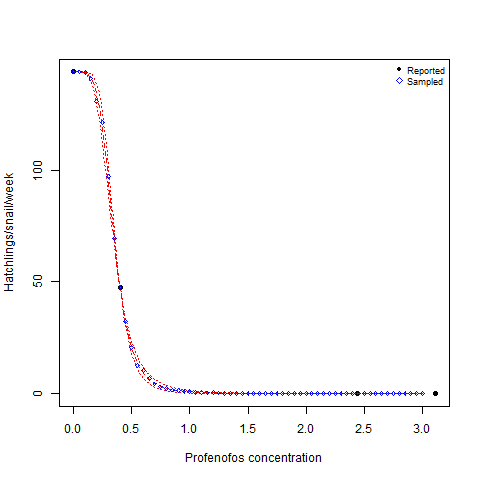 Reported
Sampled
Hatchlings/snail/week
100
50
0
0.0 0.5 1.0 1.5 2.0 2.5 3.0
Profenofos concentration